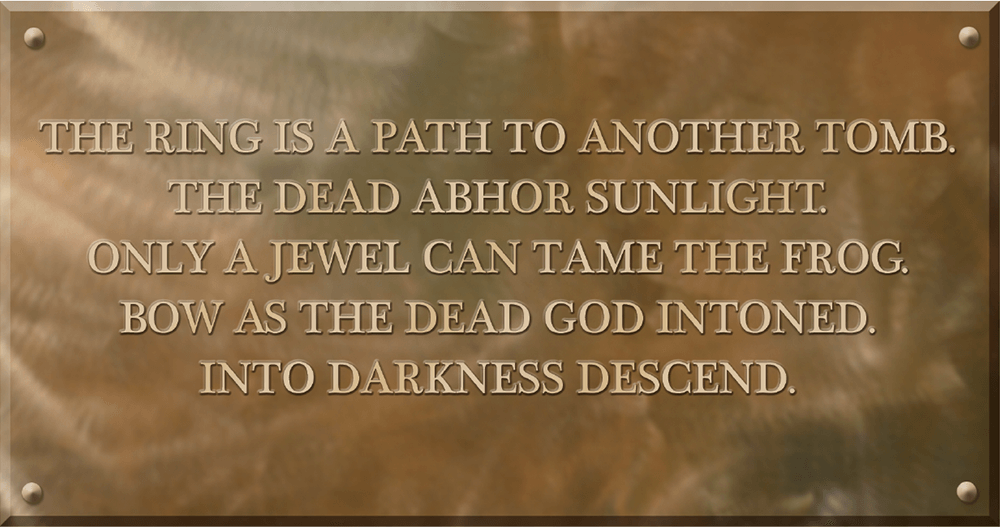 THE RING IS A PATH TO ANOTHER TOMB.
THE DEAD ABHOR SUNLIGHT.
ONLY A JEWEL CAN TAME THE FROG.
BOW AS THE DEAD GOD INTONED.
INTO DARKNESS DESCEND.